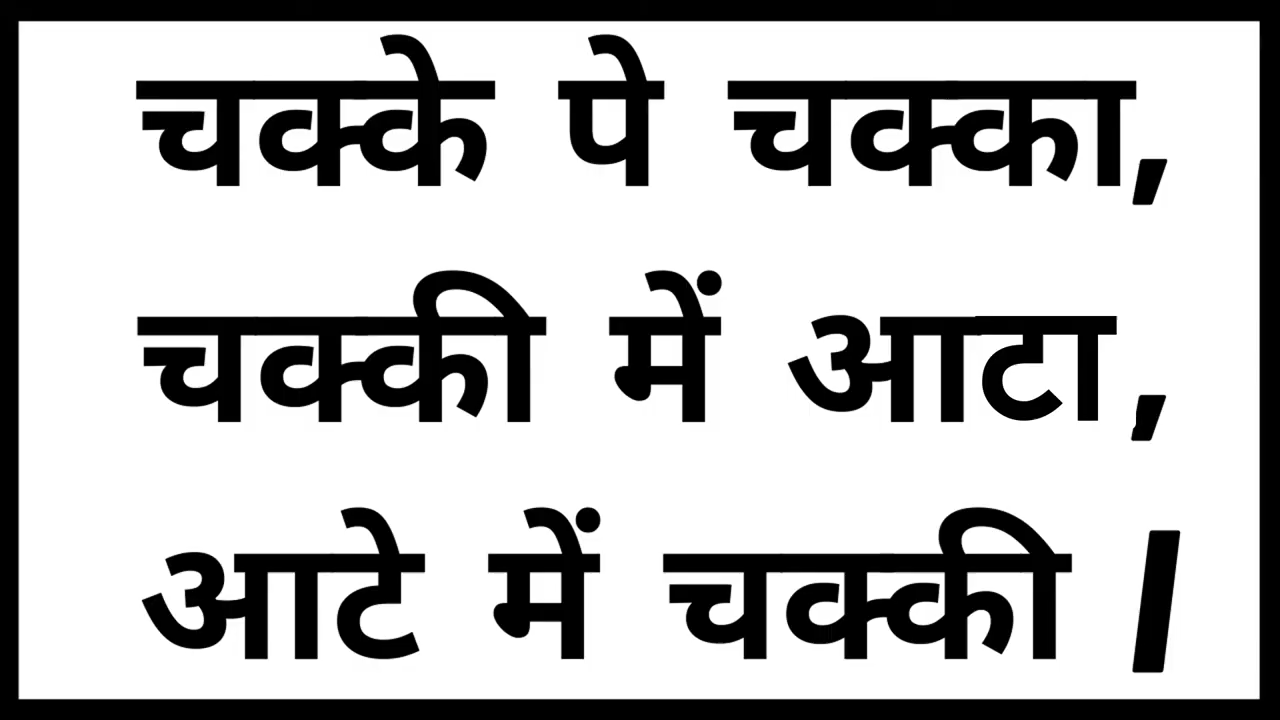 चक्के पे चक्का,
चक्की में आटा,
आटे में चक्की |